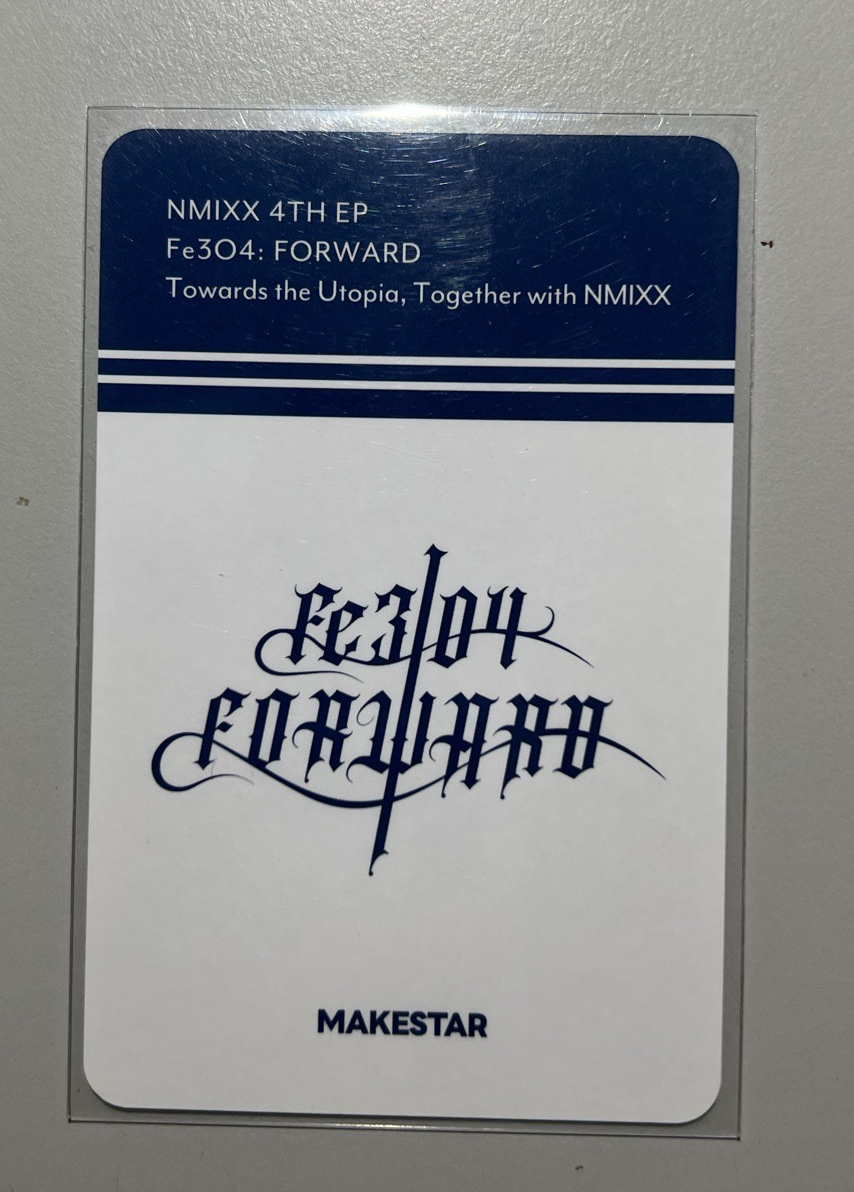 NMIXX 4TH EP
Fe3O4: FORWARD
Towards the Utopia, Together with NMIXX
Fe3O4
FORWARD
MAKESTAR